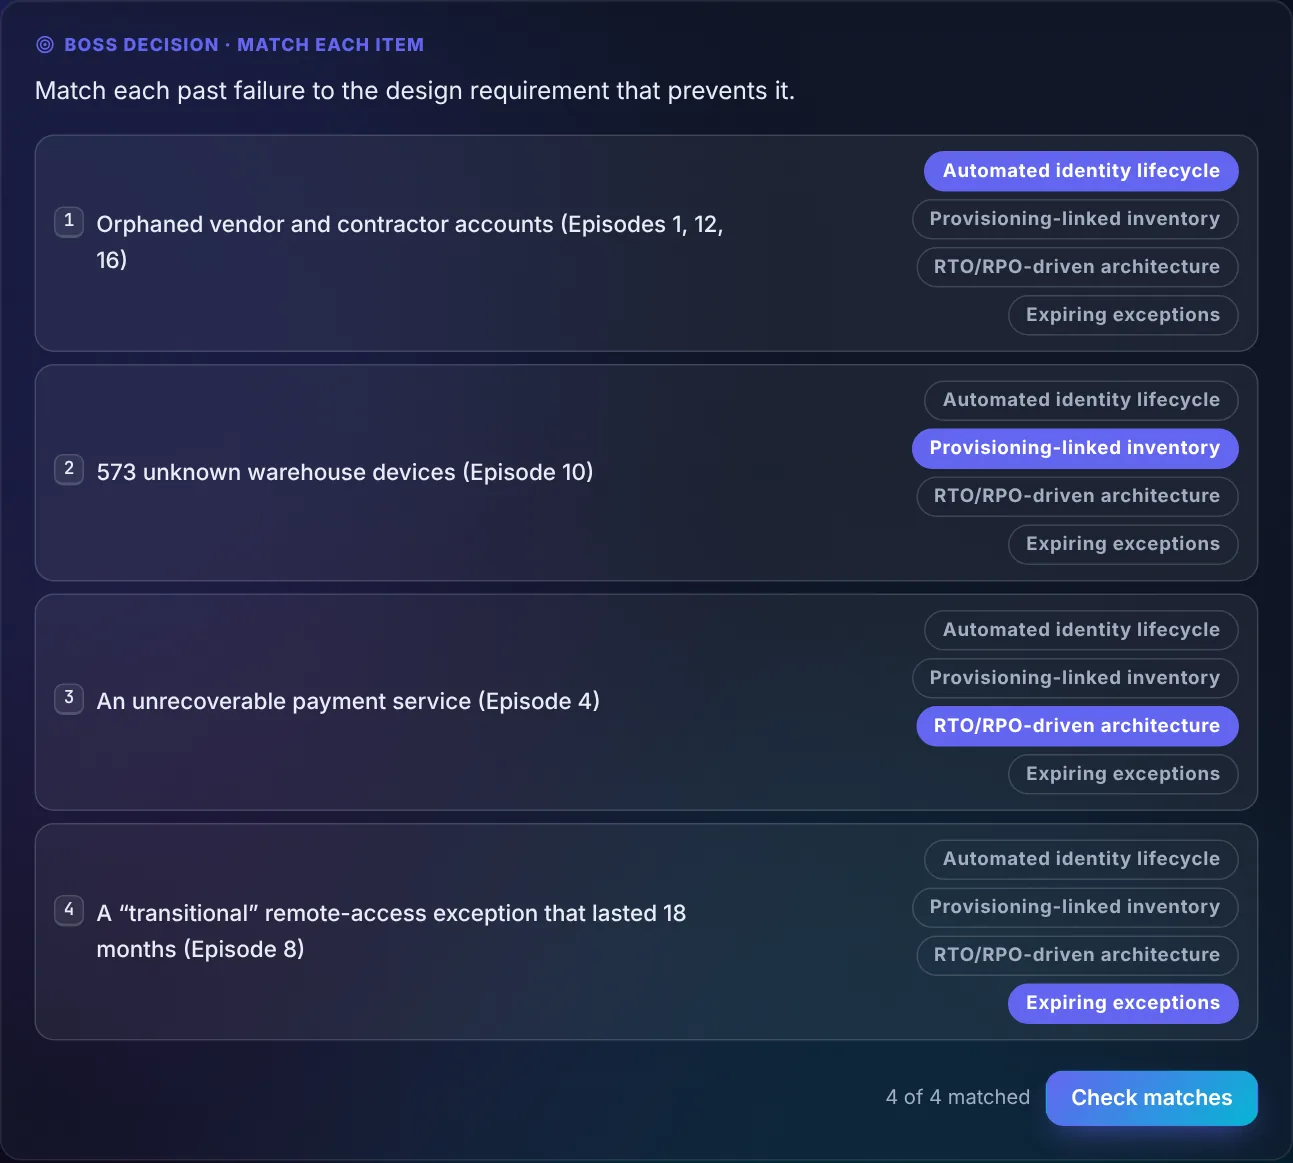 BOSS DECISION · MATCH EACH ITEM
Match each past failure to the design requirement that prevents it.
1
Orphaned vendor and contractor accounts (Episodes 1, 12,
16)
Automated identity lifecycle
Provisioning-linked inventory
RTO/RPO-driven architecture
Expiring exceptions
2
573 unknown warehouse devices (Episode 10)
Automated identity lifecycle
Provisioning-linked inventory
RTO/RPO-driven architecture
Expiring exceptions
3
An unrecoverable payment service (Episode 4)
Automated identity lifecycle
Provisioning-linked inventory
RTO/RPO-driven architecture
Expiring exceptions
4
A “transitional” remote-access exception that lasted 18
months (Episode 8)
Automated identity lifecycle
Provisioning-linked inventory
RTO/RPO-driven architecture
Expiring exceptions
4 of 4 matched
Check matches